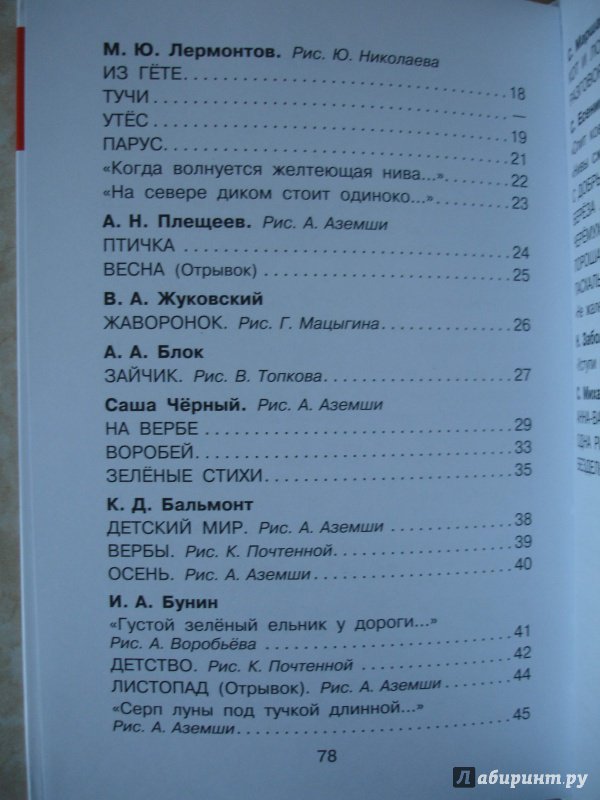 М. Ю. Лермонтов. Рис. Ю. Николаева
ИЗ ГЁТЕ. . . . . . . . . . . . . . . . . . . . . . . . . . . . . . . 18
ТУЧИ . . . . . . . . . . . . . . . . . . . . . . . . . . . . . . . . —
УТЁС . . . . . . . . . . . . . . . . . . . . . . . . . . . . . . . . 19
ПАРУС. . . . . . . . . . . . . . . . . . . . . . . . . . . . . . . . 21
«Когда волнуется желтеющая нива...» . . . . . . 22
«На севере диком стоит одиноко...». . . . . . . 23
А. Н. Плещеев. Рис. А. Аземши
ПТИЧКА . . . . . . . . . . . . . . . . . . . . . . . . . . . . . . 24
ВЕСНА (Отрывок) . . . . . . . . . . . . . . . . . . . . . . 25
В. А. Жуковский
ЖАВОРОНОК. Рис. Г. Мацыгина . . . . . . . . . . . . 26
А. А. Блок
ЗАЙЧИК. Рис. В. Топкова. . . . . . . . . . . . . . . . . 27
Саша Чёрный. Рис. А. Аземши
НА ВЕРБЕ . . . . . . . . . . . . . . . . . . . . . . . . . . . . 29
ВОРОБЕЙ. . . . . . . . . . . . . . . . . . . . . . . . . . . . 33
ЗЕЛЁНЫЕ СТИХИ. . . . . . . . . . . . . . . . . . . . . . . 35
К. Д. Бальмонт
ДЕТСКИЙ МИР. Рис. А. Аземши . . . . . . . . . . . . 38
ВЕРБЫ. Рис. К. Почтенной. . . . . . . . . . . . . . . . 39
ОСЕНЬ. Рис. А. Аземши. . . . . . . . . . . . . . . . . . 40
И. А. Бунин
«Густой зелёный ельник у дороги...»
Рис. А. Воробьёва . . . . . . . . . . . . . . . . . . . . . . 41
ДЕТСТВО. Рис. К. Почтенной . . . . . . . . . . . . . . 42
ЛИСТОПАД (Отрывок). Рис. А. Аземши . . . . . . 44
«Серп луны под тучкой длинной...»
Рис. А. Аземши. . . . . . . . . . . . . . . . . . . . . . . . 45
78
С.
КОТ И
С.
С
БЕРЁЗА
Н.
С.
ОДНА
лабиринт.ру